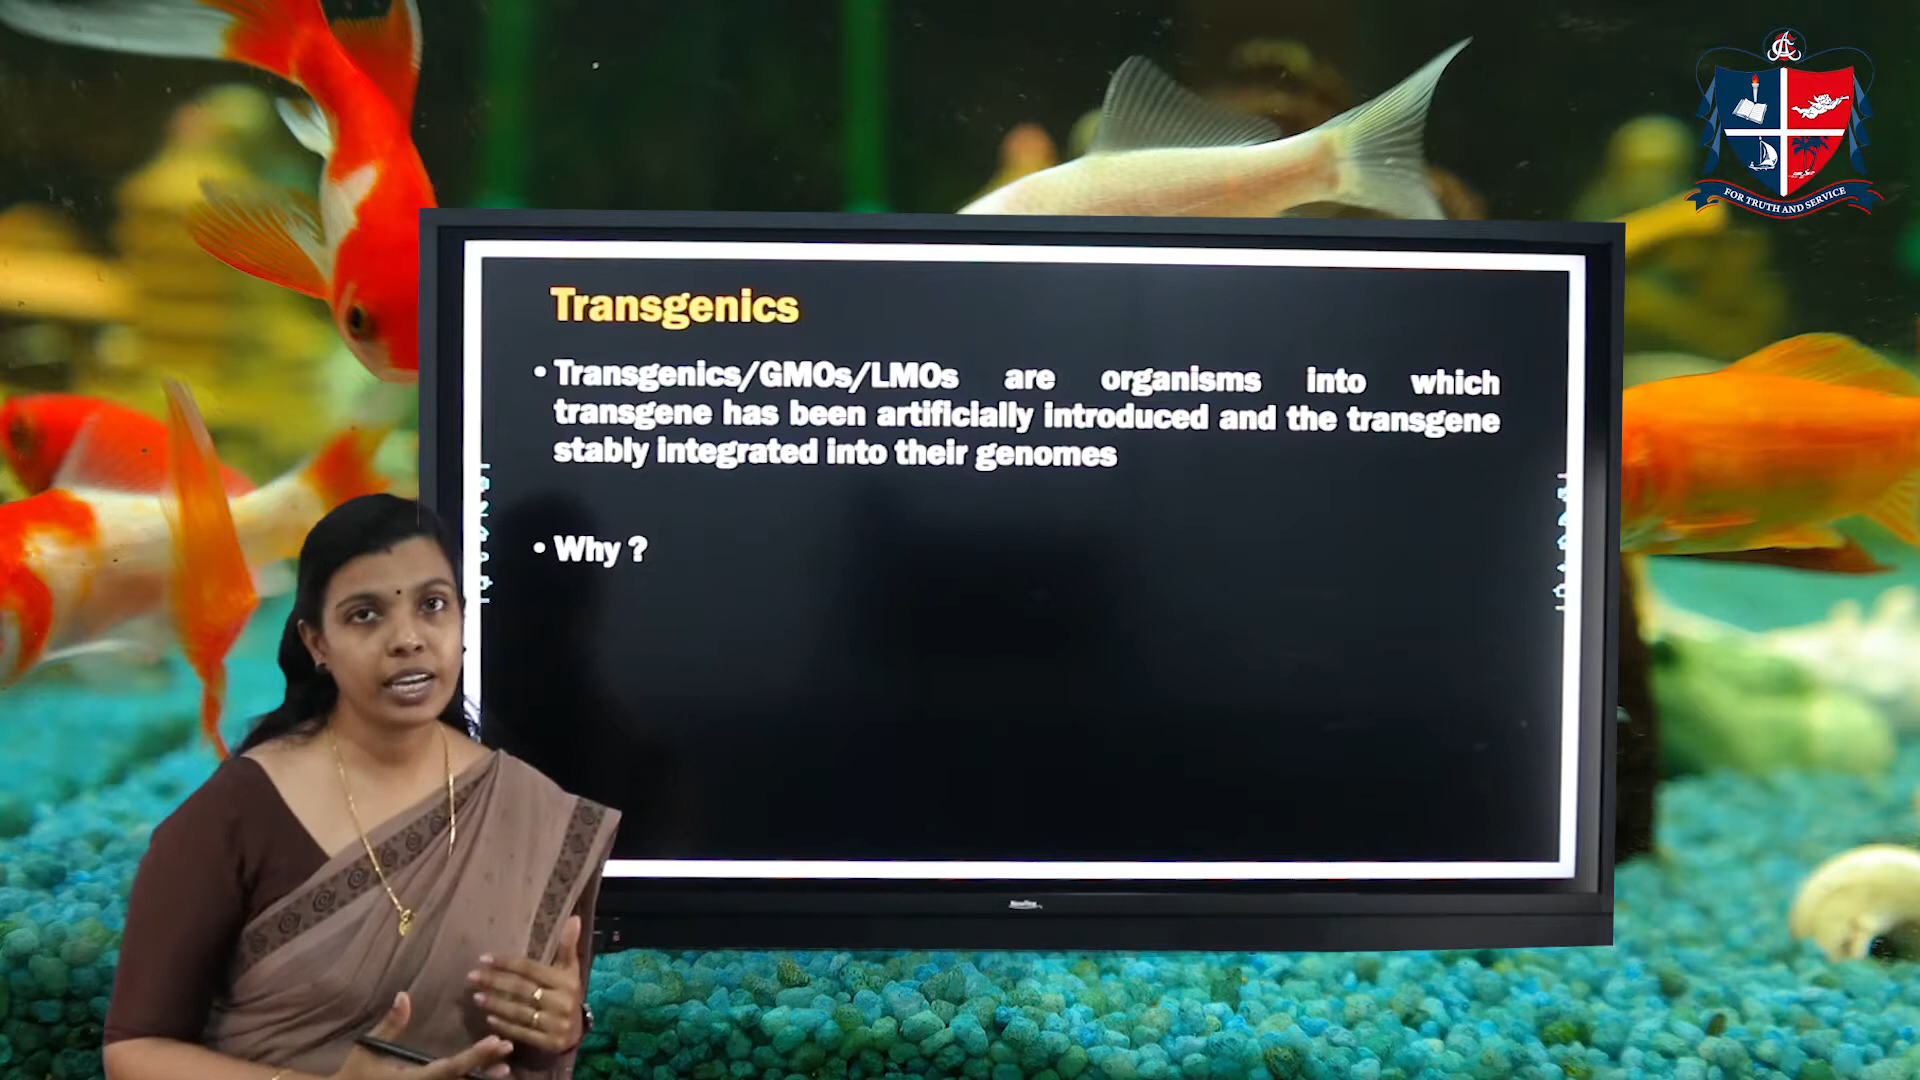 FOR TRUTH AND SERVICE
Transgenics
• Transgenics/GMOs/LMOs are organisms into which
transgene has been artificially introduced and the transgene
stably integrated into their genomes
• Why ?